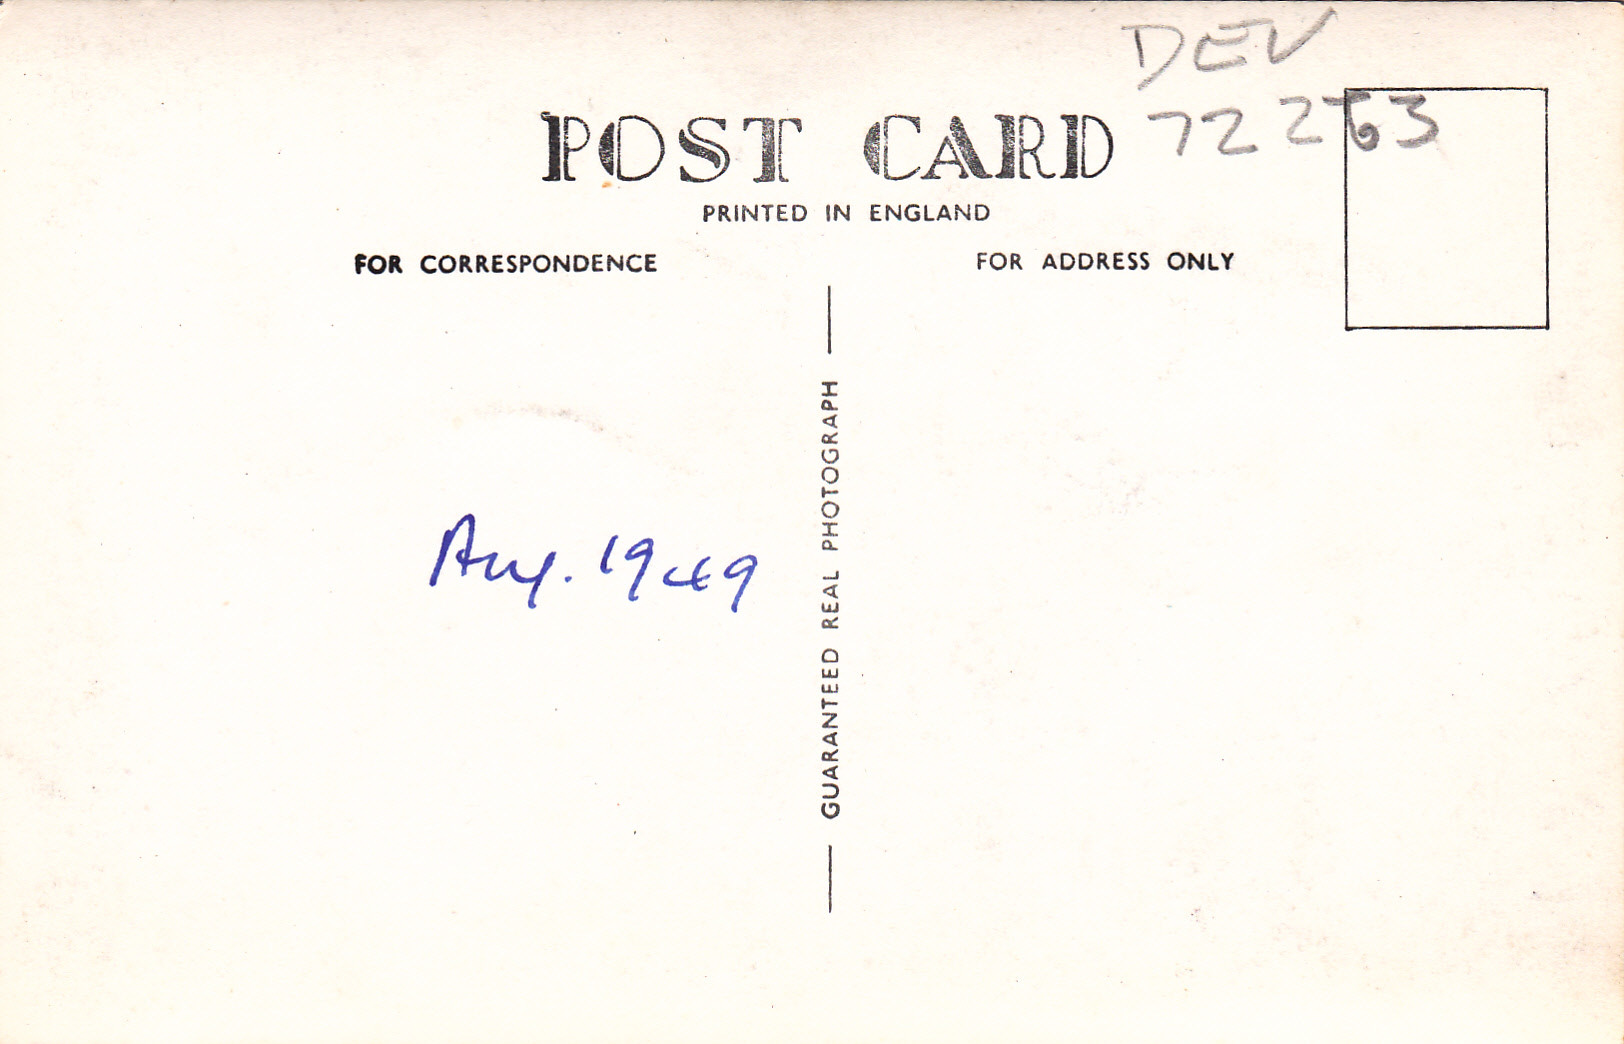 DEV
72263
POST CARD
PRINTED IN ENGLAND
FOR CORRESPONDENCE
FOR ADDRESS ONLY
GUARANTEED REAL PHOTOGRAPH
Aug. 1949